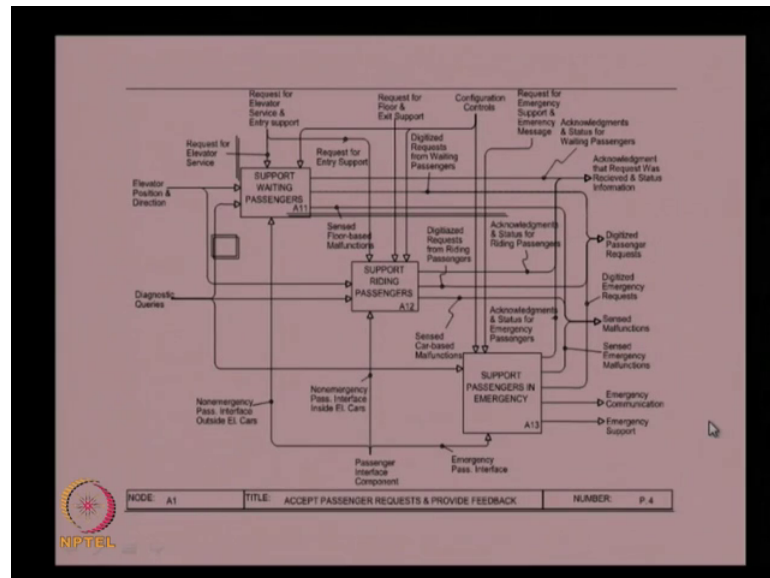 Request for
Elevator
Service &
Entry support
Request for
Floor &
Exit Support
Configuration
Controls
Request for
Emergency
Support &
Emerency
Message
Acknowledgments
& Status for
Waiting Passengers
Request for
Elevator
Service
Request for
Entry Support
Digitized
Requests
from Waiting
Passengers
Acknowledgment
that Request Was
Recieved & Status
Information
Elevator
Position &
Direction
SUPPORT
WAITING
PASSENGERS
A11
Sensed
Floor-based
Malfunctions
Digitiazed
Requests
from Riding
Passengers
Acknowledgments
& Status for
Riding Passengers
Digitized
Passenger
Requests
SUPPORT
RIDING
PASSENGERS
A12
Digitized
Emergency
Requests
Diagnostic
Queries
Acknowledgments
& Status for
Emergency
Passengers
Sensed
Malfunctions
Sensed
Car-based
Malfunctions
Sensed
Emergency
Malfunctions
SUPPORT
PASSENGERS IN
EMERGENCY
A13
Nonemergency
Pass. Interface
Outside El. Cars
Nonemergency
Pass. Interface
Inside El. Cars
Emergency
Communication
Emergency
Support
Passenger
Interface
Component
Emergency
Pass. Interface
NODE: A1
TITLE: ACCEPT PASSENGER REQUESTS & PROVIDE FEEDBACK
NUMBER: P. 4
NPTEL